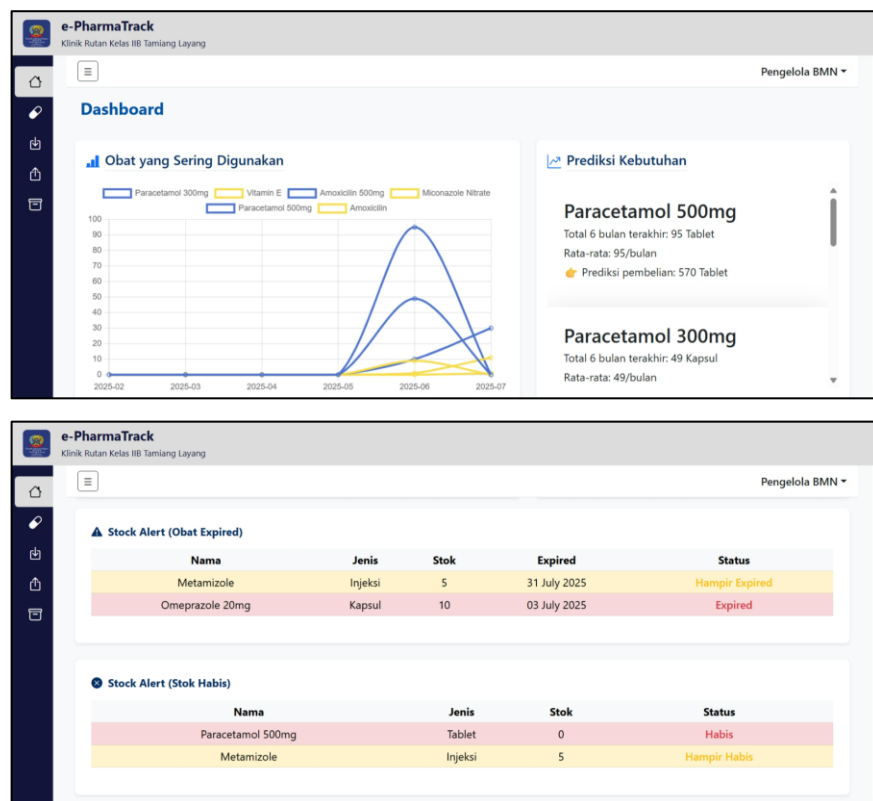 e-PharmaTrack
Klinik Rutan Kelas IIB Tamiang Layang
Pengelola BMN
Dashboard
Obat yang Sering Digunakan
Paracetamol 300mg Vitamin E Amoxicilin 500mg Miconazole Nitrate
Paracetamol 500mg Amoxicilin
100
90
80
70
60
50
40
30
20
10
0
2025-02 2025-03 2025-04 2025-05 2025-06 2025-07
Prediksi Kebutuhan
Paracetamol 500mg
Total 6 bulan terakhir: 95 Tablet
Rata-rata: 95/bulan
👉 Prediksi pembelian: 570 Tablet
Paracetamol 300mg
Total 6 bulan terakhir: 49 Kapsul
Rata-rata: 49/bulan
e-PharmaTrack
Klinik Rutan Kelas IIB Tamiang Layang
Pengelola BMN
Stock Alert (Obat Expired)
Nama Jenis Stok Expired Status
Metamizole Injeksi 5 31 July 2025 Hampir Expired
Omeprazole 20mg Kapsul 10 03 July 2025 Expired
Stock Alert (Stok Habis)
Nama Jenis Stok Status
Paracetamol 500mg Tablet 0 Habis
Metamizole Injeksi 5 Hampir Habis